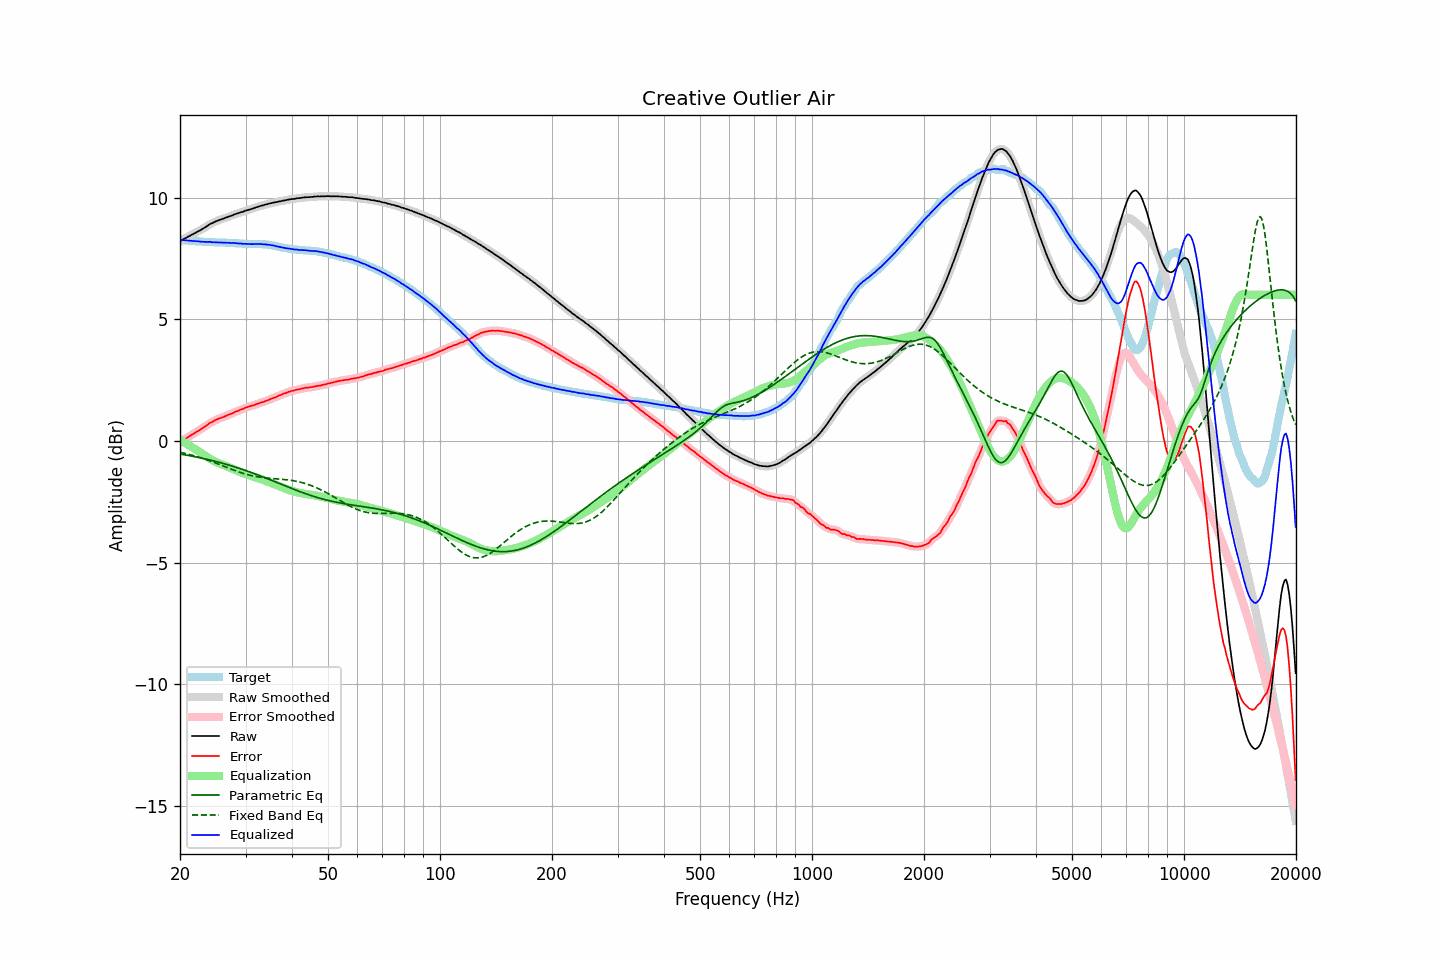 Creative Outlier Air
Amplitude (dBr)
10
5
0
−5
−10
−15
Target
Raw Smoothed
Error Smoothed
Raw
Error
Equalization
Parametric Eq
Fixed Band Eq
Equalized
20 50 100 200 500 1000 2000 5000 10000 20000
Frequency (Hz)